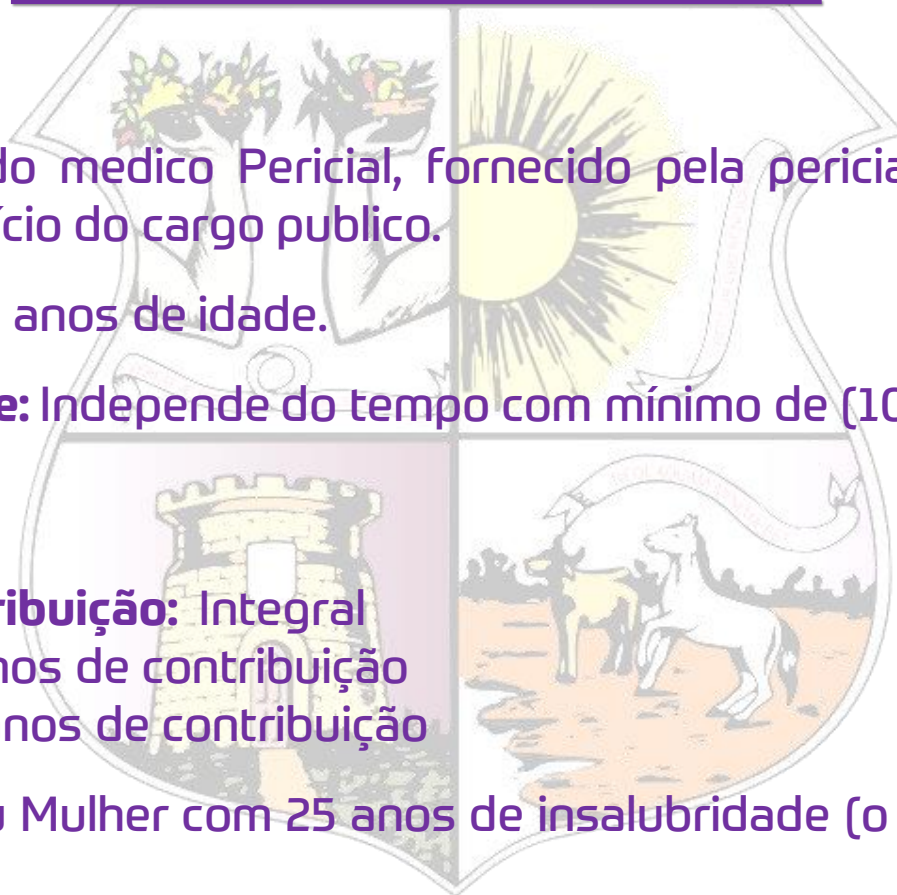 do medico Pericial, fornecido pela pericia
cio do cargo publico.
anos de idade.
e: Independe do tempo com mínimo de (10
ribuição: Integral
nos de contribuição
nos de contribuição
Mulher com 25 anos de insalubridade (o